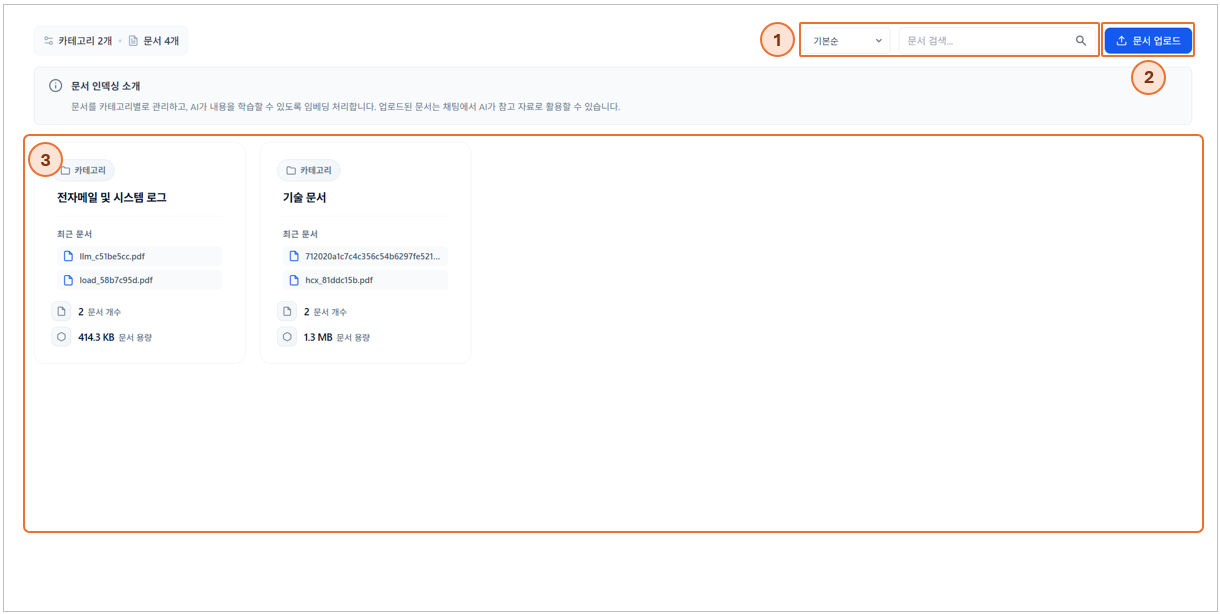 카테고리 2개 • 문서 4개
1
기본순
문서 검색...
문서 업로드
2
문서 인덱싱 소개
문서를 카테고리별로 관리하고, AI가 내용을 학습할 수 있도록 임베딩 처리합니다. 업로드된 문서는 채팅에서 AI가 참고 자료로 활용할 수 있습니다.
3
카테고리
전자메일 및 시스템 로그
최근 문서
llm_c51be5cc.pdf
load_58b7c95d.pdf
2 문서 개수
414.3 KB 문서 용량
카테고리
기술 문서
최근 문서
712020a1c7c4c356c54b6297fe521...
hcx_81ddc15b.pdf
2 문서 개수
1.3 MB 문서 용량